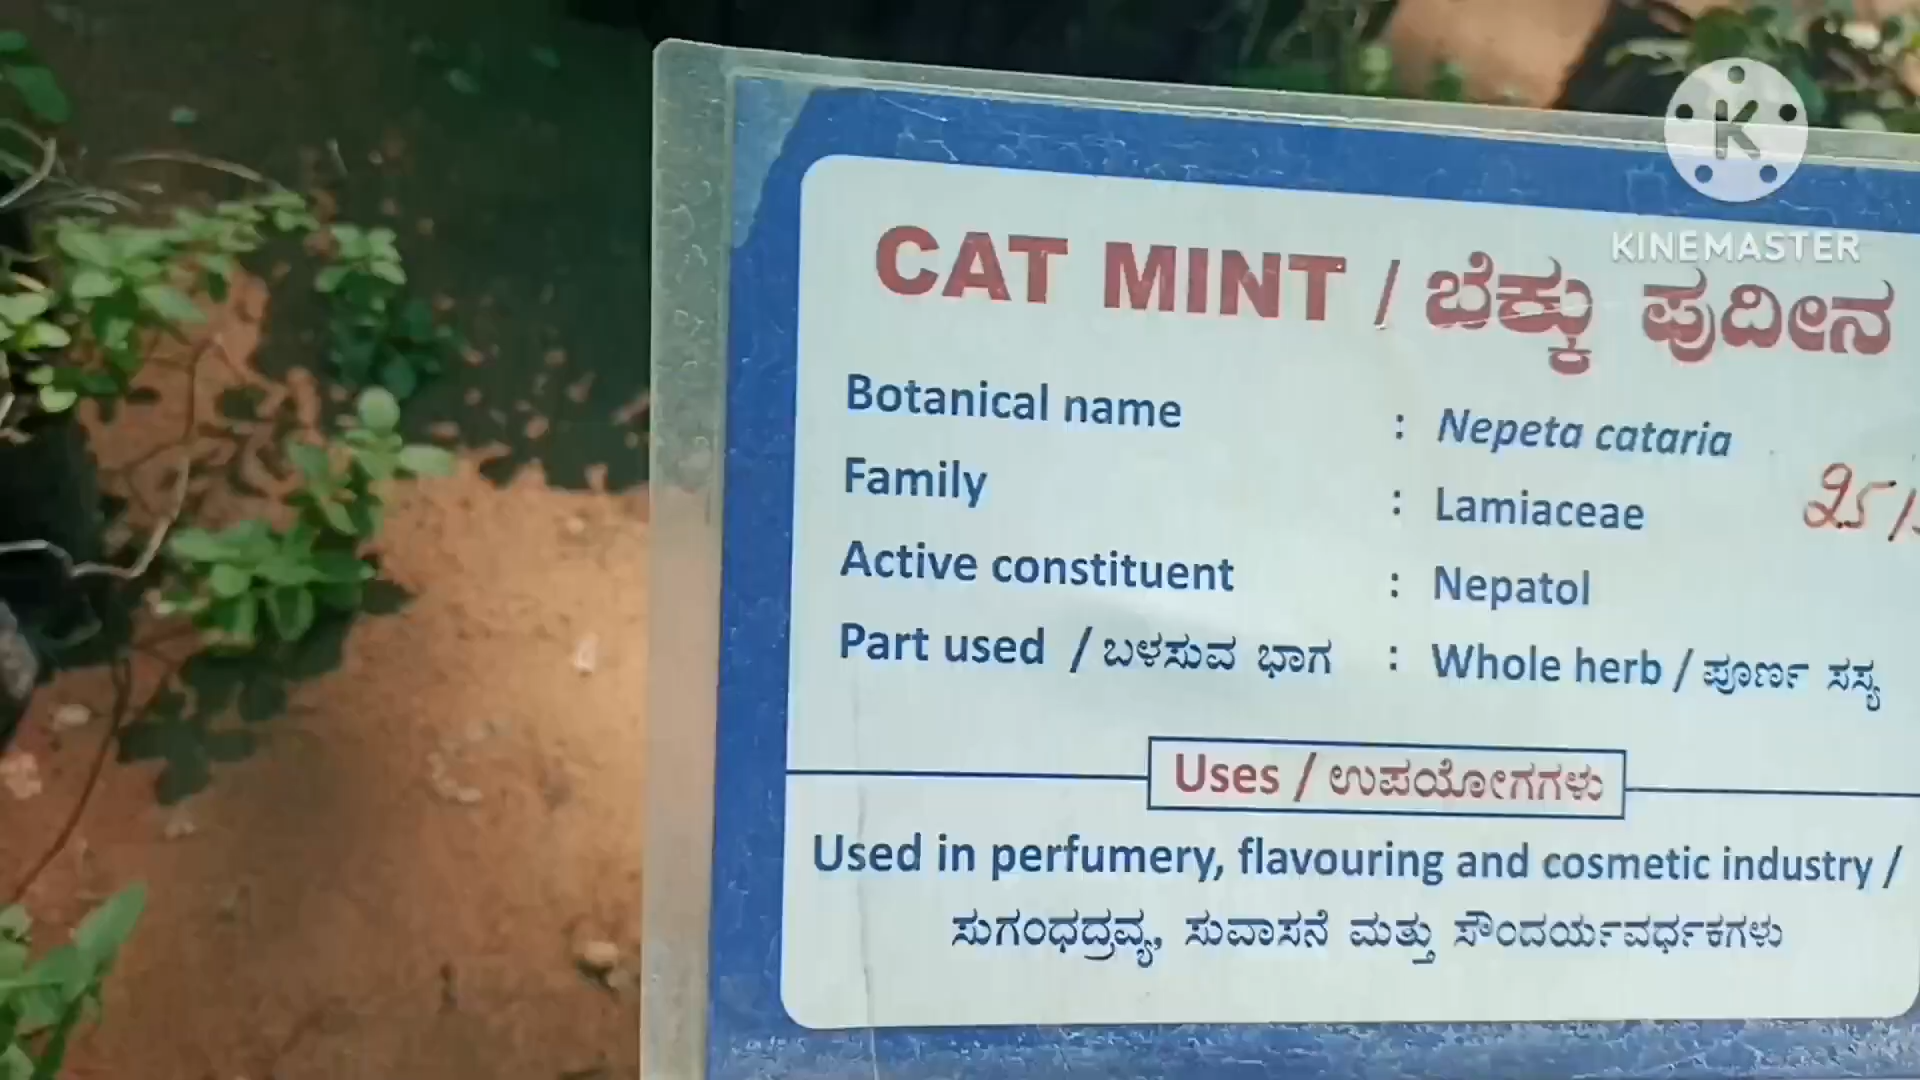 K
KINEMASTER
CAT MINT / ಬೆಕ್ಕು ಪುದೀನ
Botanical name : Nepeta cataria
Family : Lamiaceae
Active constituent : Nepatol
Part used / ಬಳಸುವ ಭಾಗ : Whole herb / ಪೂರ್ಣ ಸಸ್ಯ
Uses / ಉಪಯೋಗಗಳು
Used in perfumery, flavouring and cosmetic industry /
ಸುಗಂಧದ್ರವ್ಯ, ಸುವಾಸನೆ ಮತ್ತು ಸೌಂದರ್ಯವರ್ಧಕಗಳು